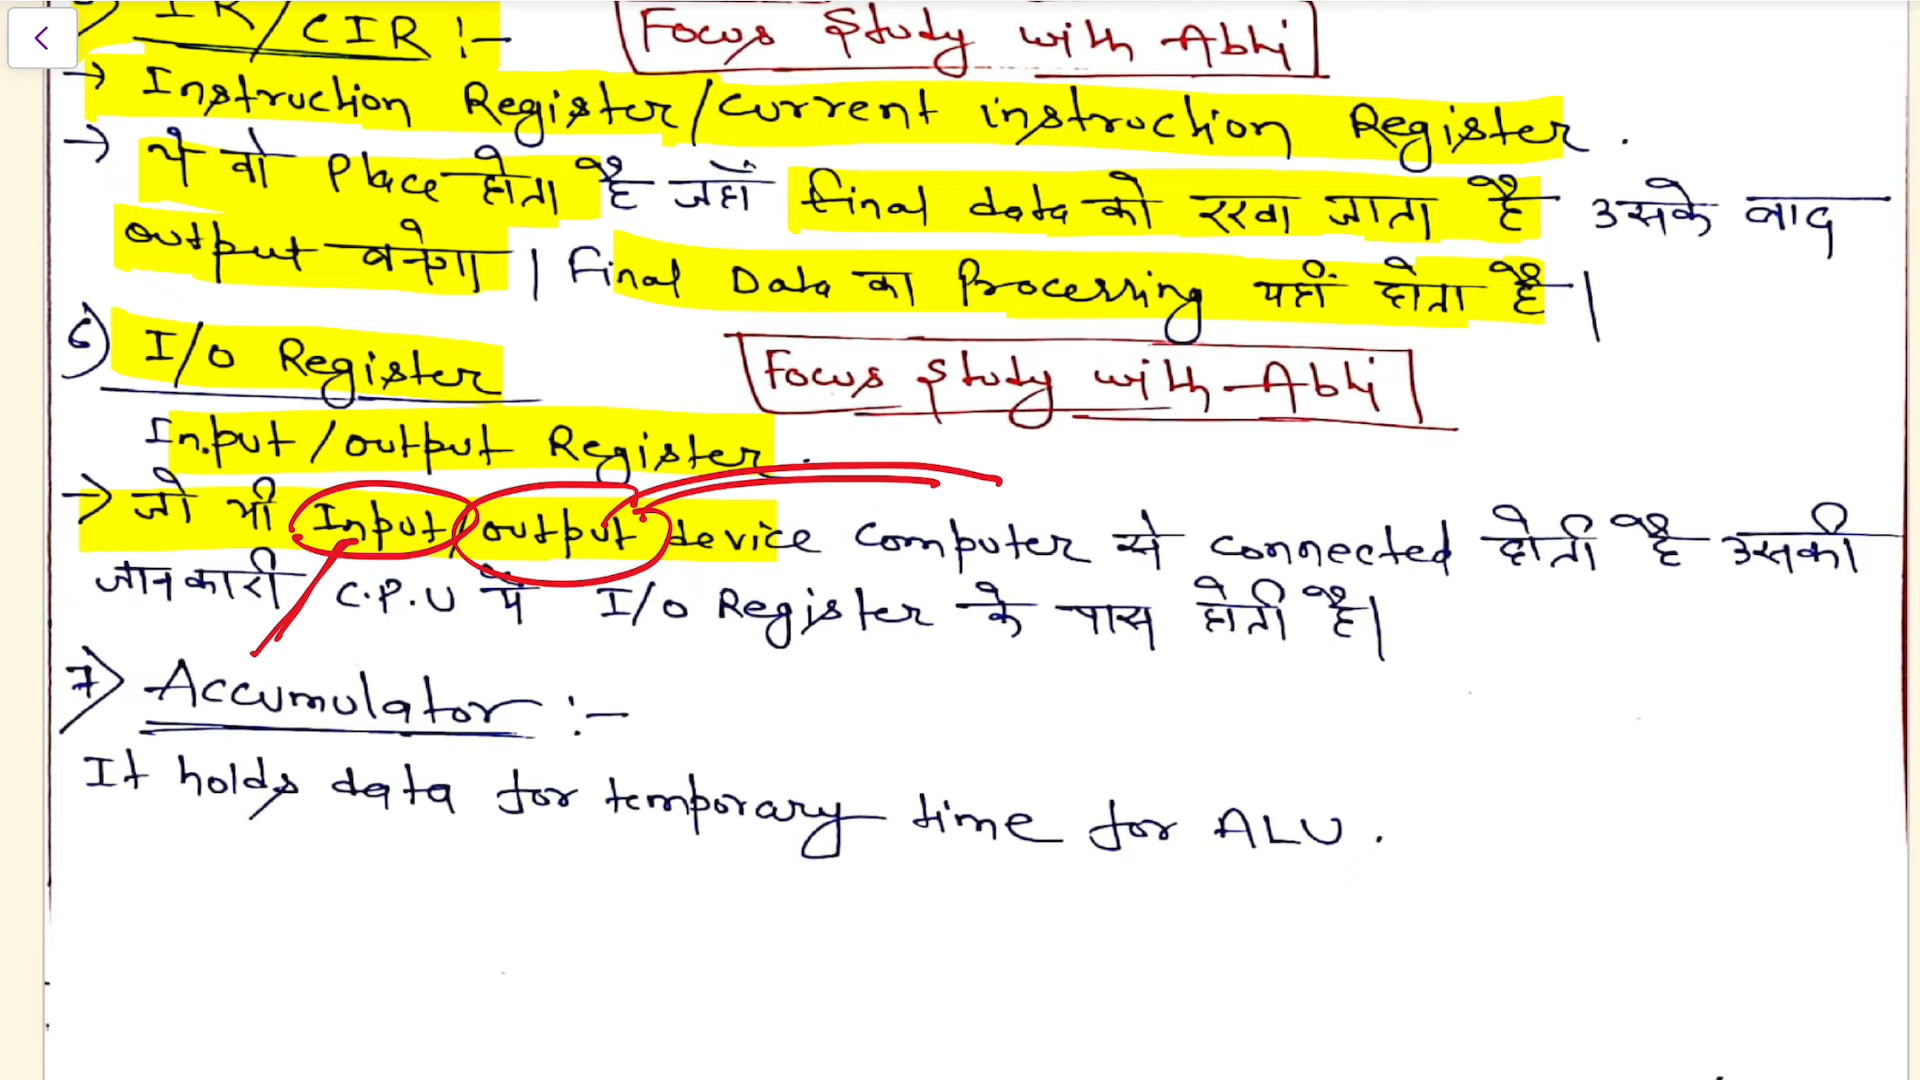 IR/CIR :-
Focus Study with Abhi
→ Instruction Register/current instruction Register.
→ ये वो Place होता है जहाँ final data को रखा जाता है उसके बाद
output बनेगा | Final Data का Processing यहीं होता है |
6) I/O Register
Focus Study with Abhi
Input/output Register.
→ जो भी Input/output device computer से connected होती है उसकी
जानकारी C.P.U में I/O Register के पास होती है |
7) Accumulator :-
It holds data for temporary time for ALU.